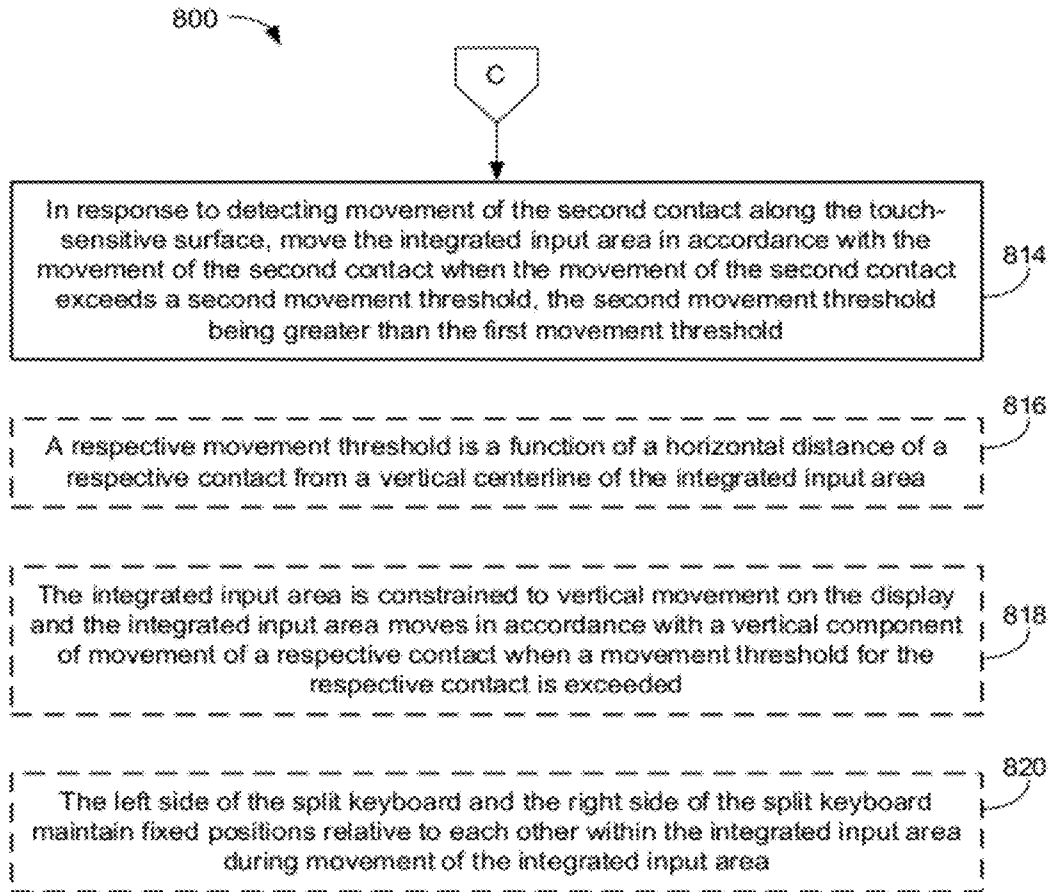 800
C
In response to detecting movement of the second contact along the touch-
sensitive surface, move the integrated input area in accordance with the
movement of the second contact when the movement of the second contact
exceeds a second movement threshold, the second movement threshold
being greater than the first movement threshold
814
816
A respective movement threshold is a function of a horizontal distance of a
respective contact from a vertical centerline of the integrated input area
The integrated input area is constrained to vertical movement on the display
and the integrated input area moves in accordance with a vertical component
of movement of a respective contact when a movement threshold for the
respective contact is exceeded
818
820
The left side of the split keyboard and the right side of the split keyboard
maintain fixed positions relative to each other within the integrated input area
during movement of the integrated input area